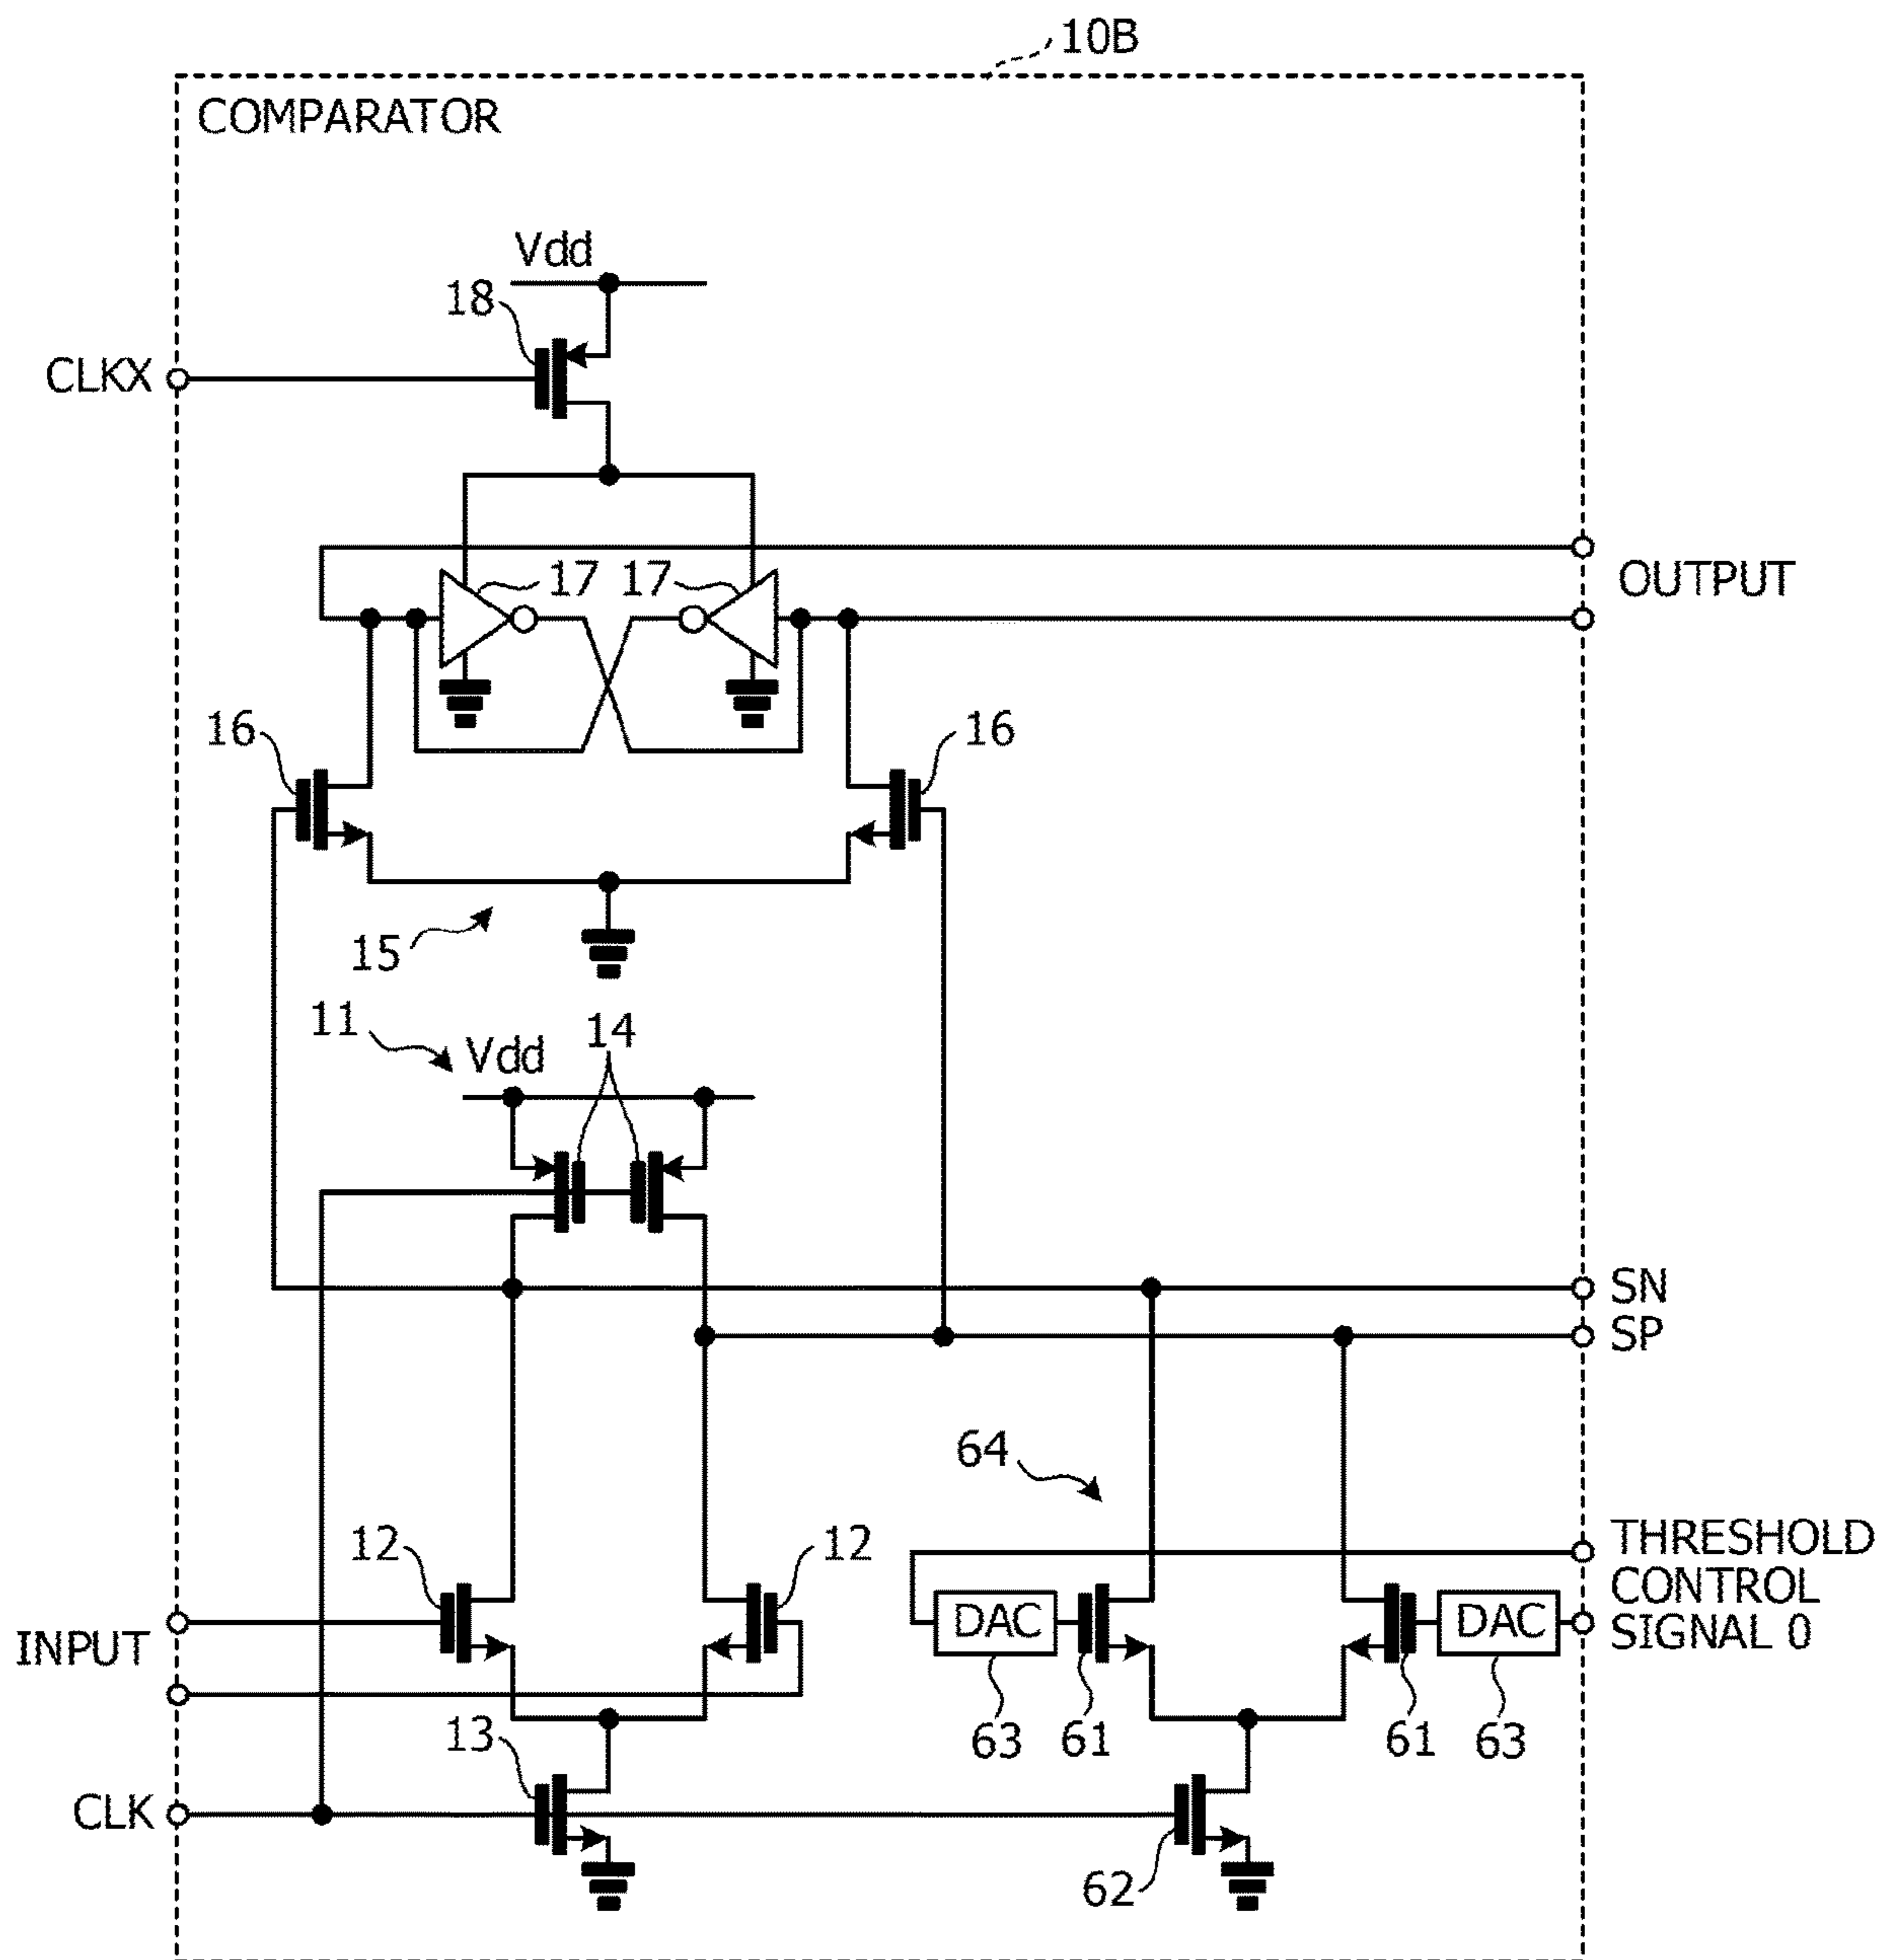 10B
COMPARATOR
Vdd
18
CLKX
17
17
OUTPUT
16
16
15
11
Vdd
14
SN
SP
64
12
12
THRESHOLD
CONTROL
SIGNAL 0
DAC
DAC
INPUT
13
63
61
61
63
CLK
62